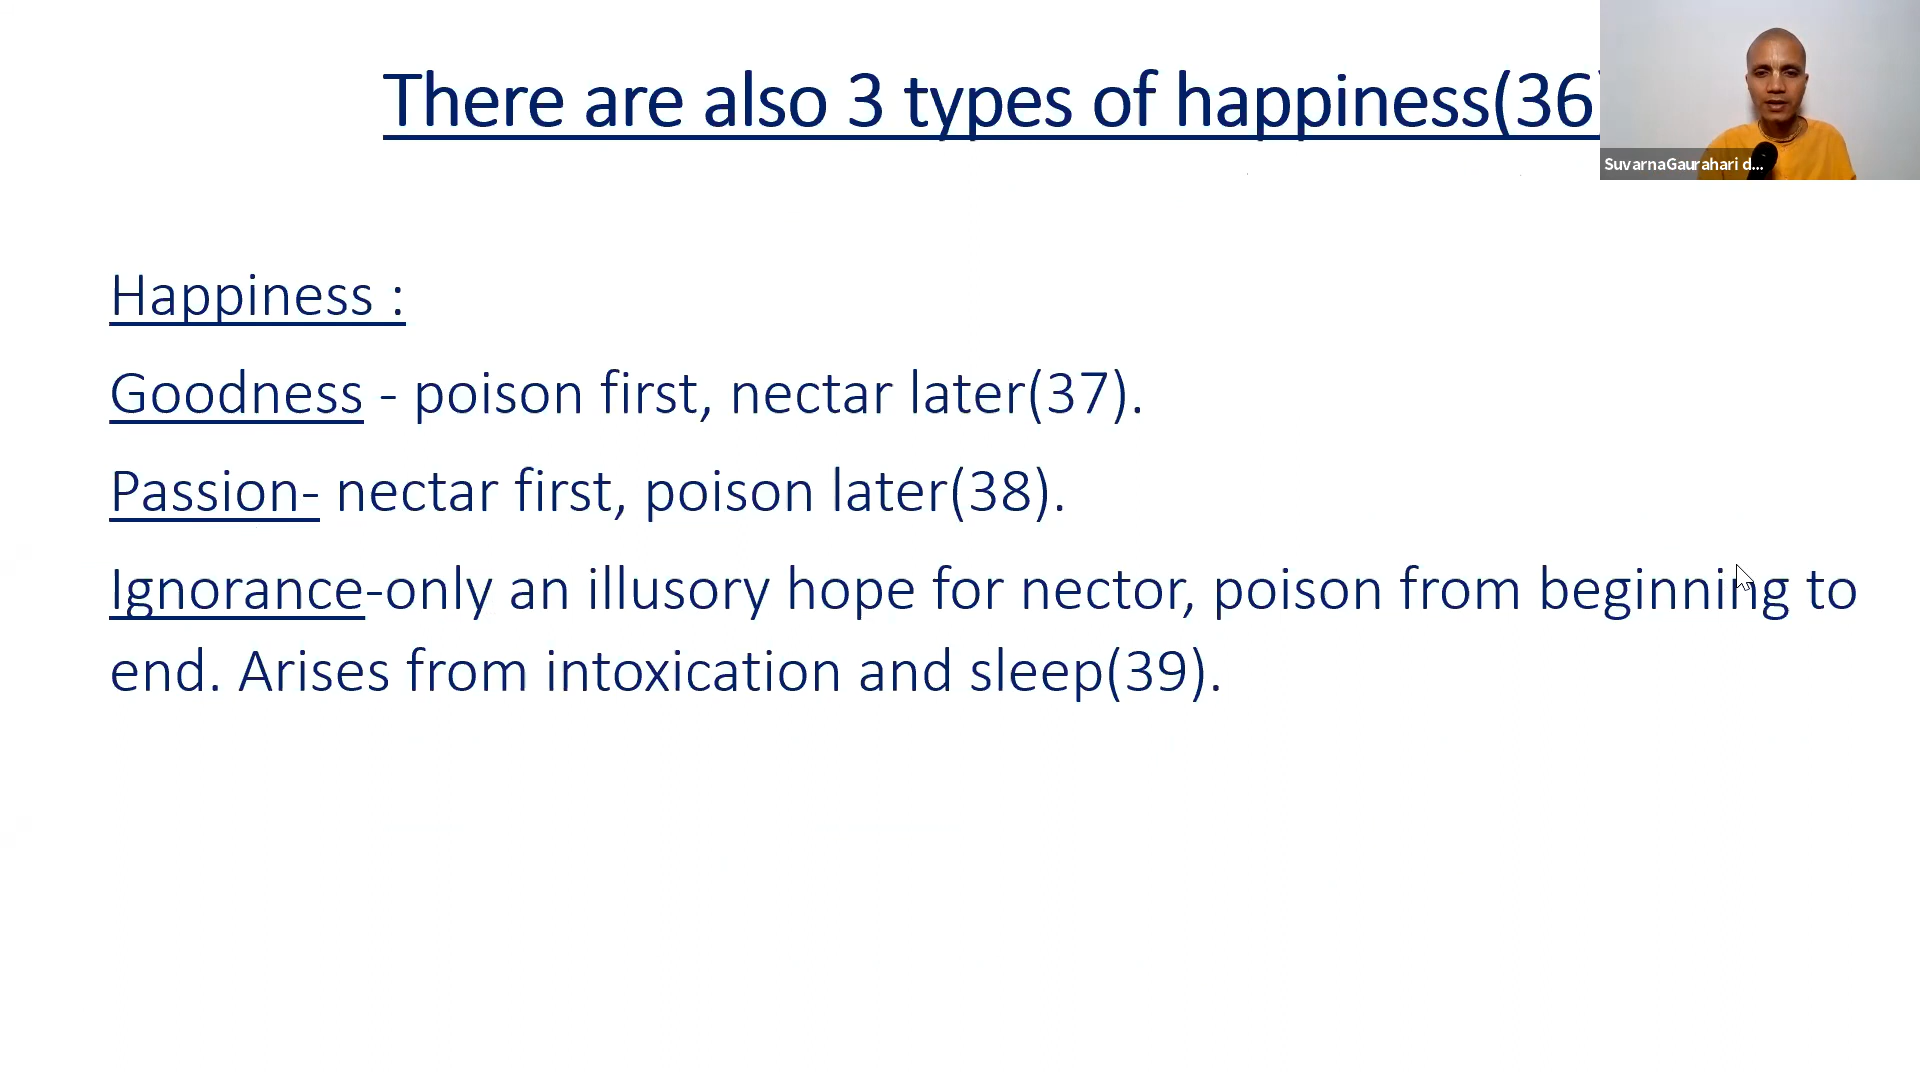 There are also 3 types of happiness(36)
SuvarnaGaurahari d...
Happiness :
Goodness - poison first, nectar later(37).
Passion- nectar first, poison later(38).
Ignorance-only an illusory hope for nector, poison from beginning to
end. Arises from intoxication and sleep(39).